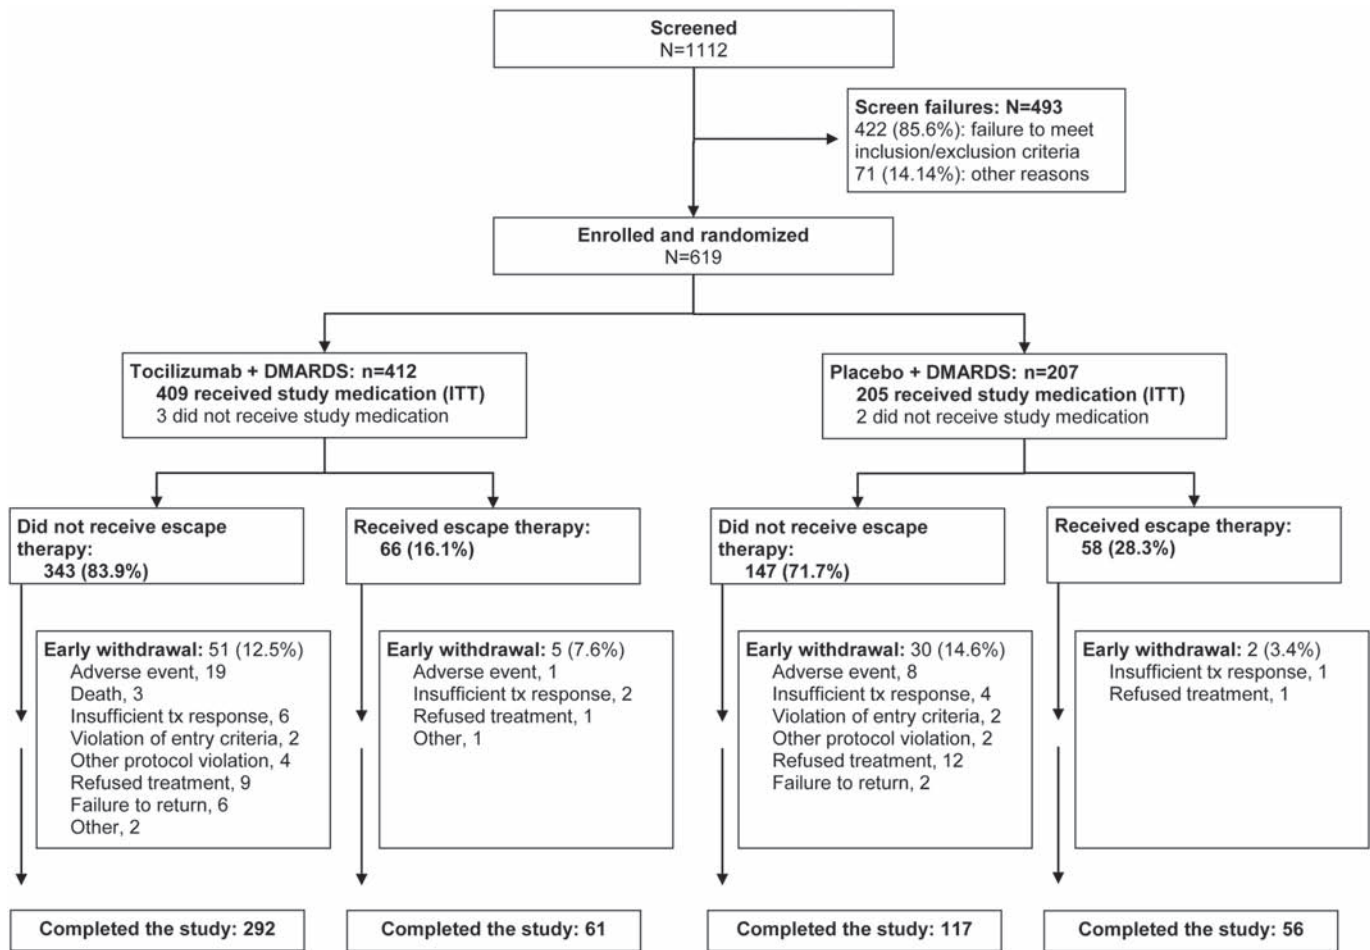 Screened
N=1112
Screen failures: N=493
422 (85.6%): failure to meet
inclusion/exclusion criteria
71 (14.14%): other reasons
Enrolled and randomized
N=619
Tocilizumab + DMARDS: n=412
409 received study medication (ITT)
3 did not receive study medication
Placebo + DMARDS: n=207
205 received study medication (ITT)
2 did not receive study medication
Did not receive escape
therapy:
343 (83.9%)
Received escape therapy:
66 (16.1%)
Did not receive escape
therapy:
147 (71.7%)
Received escape therapy:
58 (28.3%)
Early withdrawal: 51 (12.5%)
Adverse event, 19
Death, 3
Insufficient tx response, 6
Violation of entry criteria, 2
Other protocol violation, 4
Refused treatment, 9
Failure to return, 6
Other, 2
Early withdrawal: 5 (7.6%)
Adverse event, 1
Insufficient tx response, 2
Refused treatment, 1
Other, 1
Early withdrawal: 30 (14.6%)
Adverse event, 8
Insufficient tx response, 4
Violation of entry criteria, 2
Other protocol violation, 2
Refused treatment, 12
Failure to return, 2
Early withdrawal: 2 (3.4%)
Insufficient tx response, 1
Refused treatment, 1
Completed the study: 292
Completed the study: 61
Completed the study: 117
Completed the study: 56